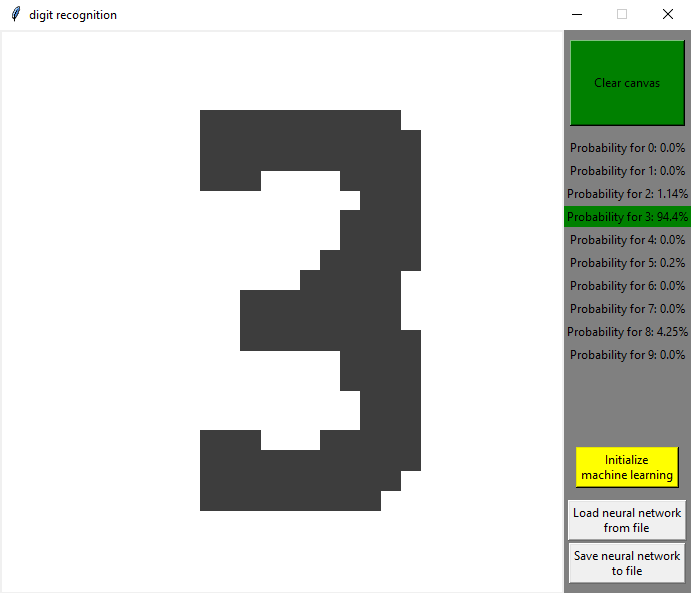 digit recognition
3
Clear canvas
Probability for 0: 0.0%
Probability for 1: 0.0%
Probability for 2: 1.14%
Probability for 3: 94.4%
Probability for 4: 0.0%
Probability for 5: 0.2%
Probability for 6: 0.0%
Probability for 7: 0.0%
Probability for 8: 4.25%
Probability for 9: 0.0%
Initialize
machine learning
Load neural network
from file
Save neural network
to file